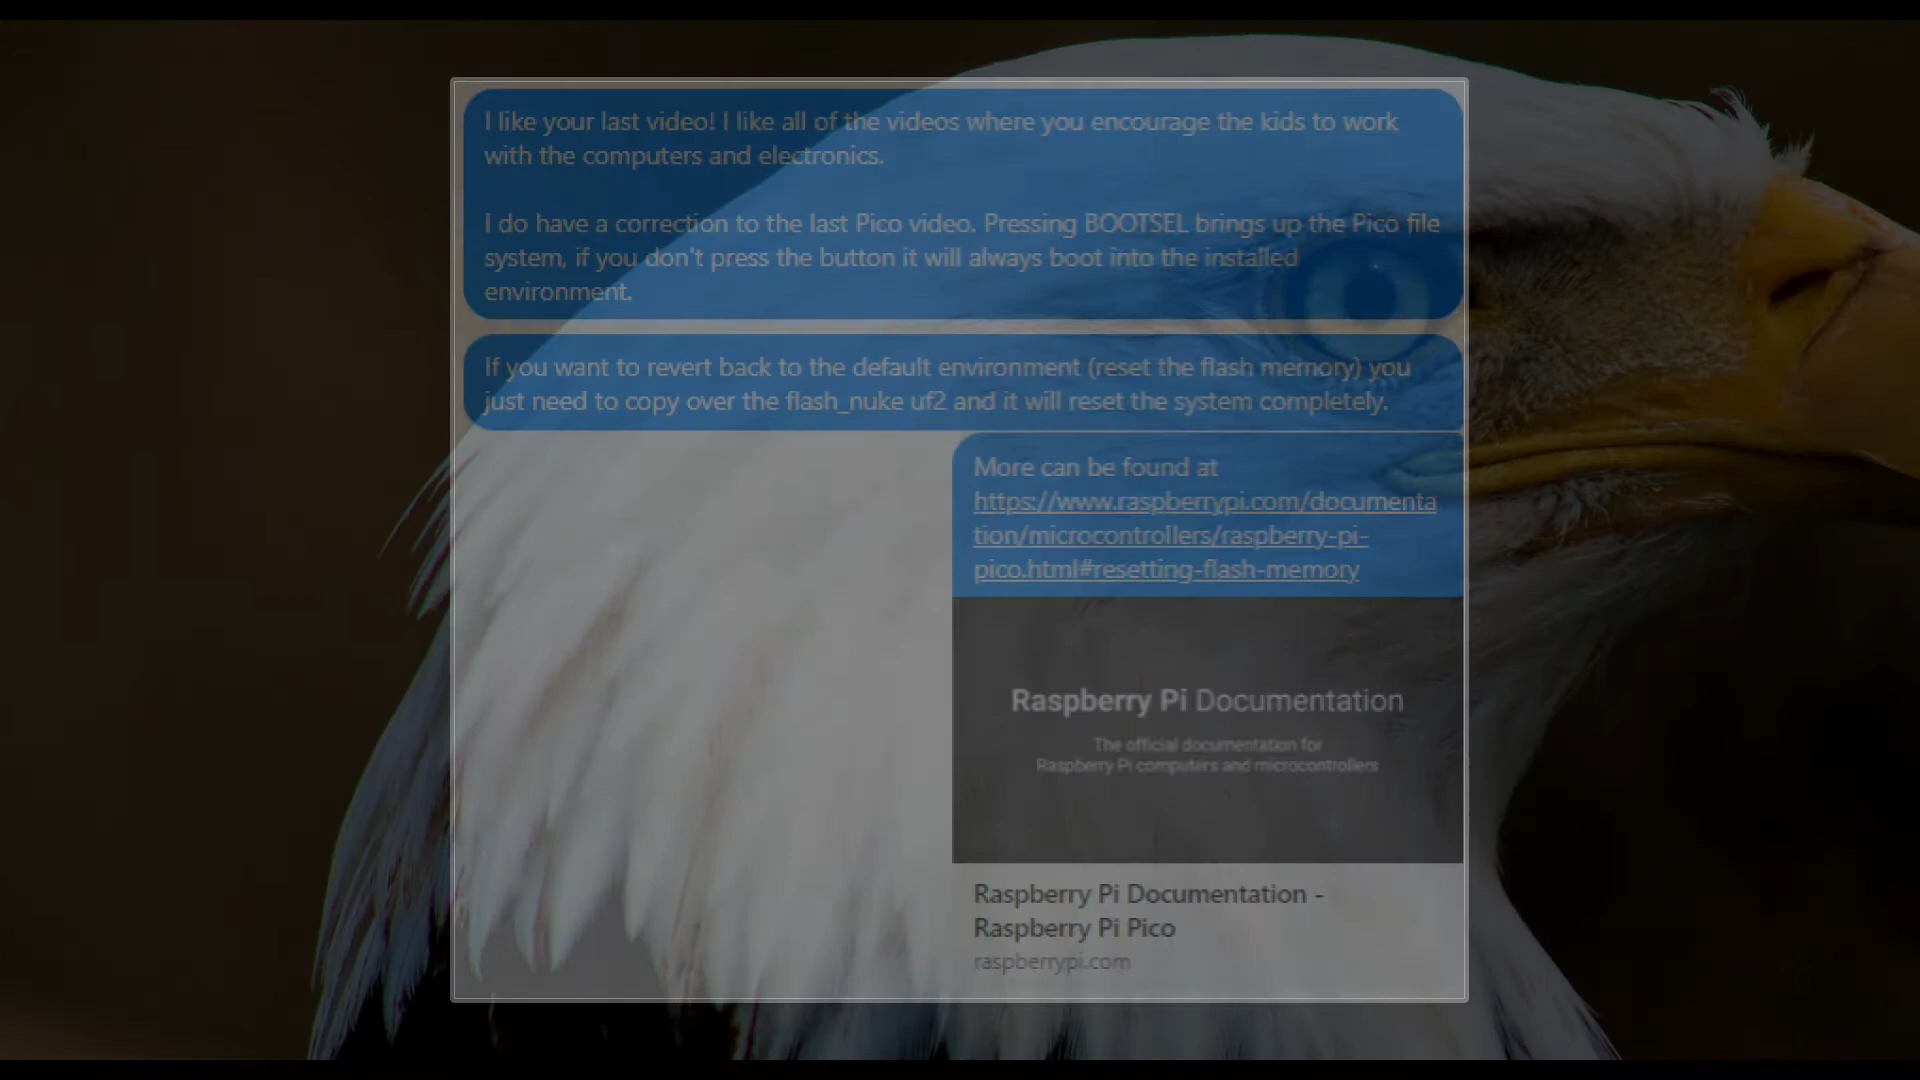 I like your last video! I like all of the videos where you encourage the kids to work
with the computers and electronics.
I do have a correction to the last Pico video. Pressing BOOTSEL brings up the Pico file
system, if you don't press the button it will always boot into the installed
environment.
If you want to revert back to the default environment (reset the flash memory) you
just need to copy over the flash_nuke uf2 and it will reset the system completely.
More can be found at
https://www.raspberrypi.com/documenta
tion/microcontrollers/raspberry-pi-
pico.html#resetting-flash-memory
Raspberry Pi Documentation
The official documentation for
Raspberry Pi computers and microcontrollers
Raspberry Pi Documentation -
Raspberry Pi Pico
raspberrypi.com